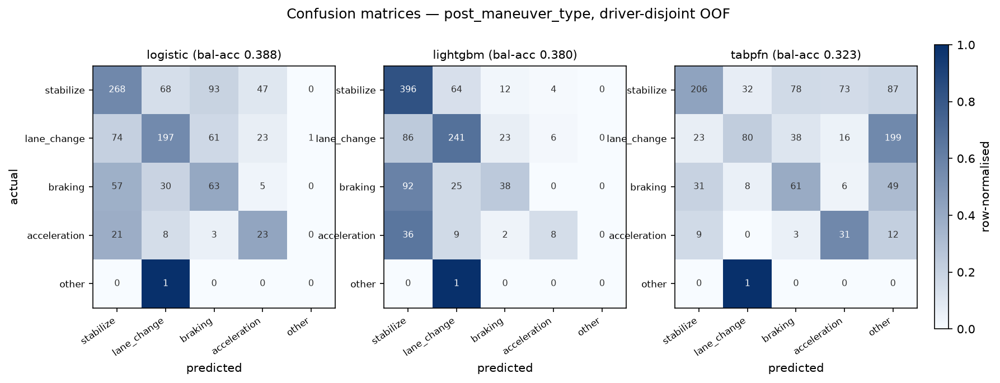 Confusion matrices — post_maneuver_type, driver-disjoint OOF
logistic (bal-acc 0.388)
actual
stabilize 268 68 93 47 0
lane_change 74 197 61 23 1
braking 57 30 63 5 0
acceleration 21 8 3 23 0
other 0 1 0 0 0
stabilize lane_change braking acceleration other
predicted
lightgbm (bal-acc 0.380)
stabilize 396 64 12 4 0
lane_change 86 241 23 6 0
braking 92 25 38 0 0
acceleration 36 9 2 8 0
other 0 1 0 0 0
stabilize lane_change braking acceleration other
predicted
tabpfn (bal-acc 0.323)
stabilize 206 32 78 73 87
lane_change 23 80 38 16 199
braking 31 8 61 6 49
acceleration 9 0 3 31 12
other 0 1 0 0 0
stabilize lane_change braking acceleration other
predicted
1.0
0.8
0.6
0.4
0.2
0.0
row-normalised